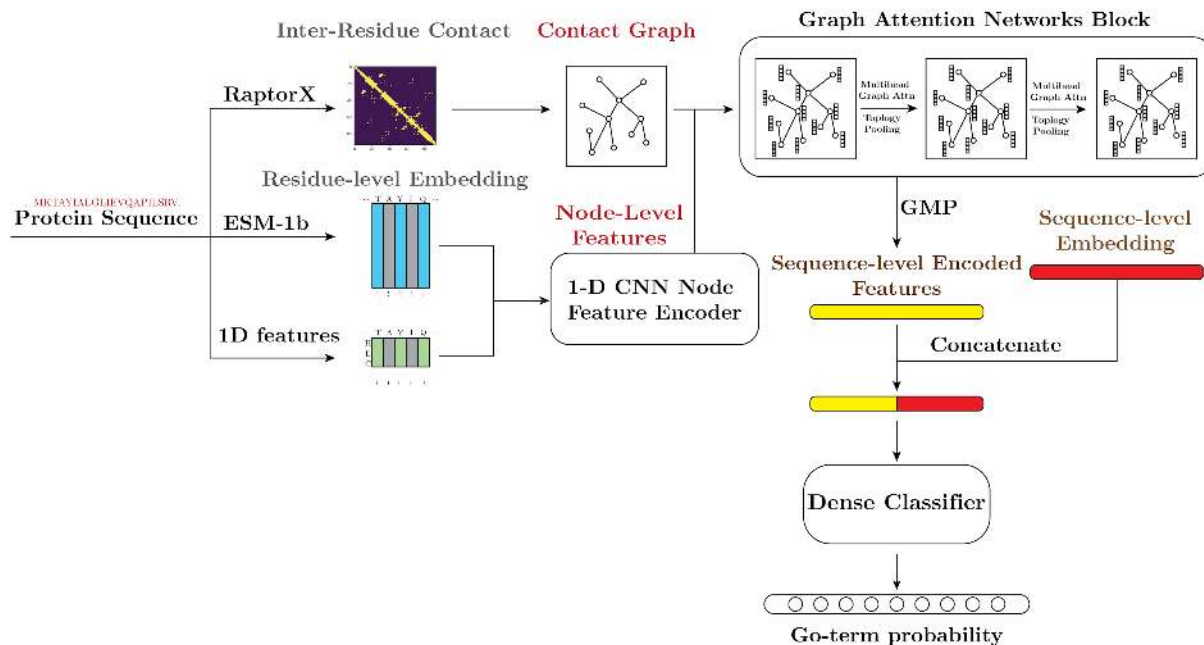 Graph Attention Networks Block
Inter-Residue Contact
Contact Graph
RaptorX
Multihead
Graph Attn
Toplogy
Pooling
Multihead
Graph Attn
Toplogy
Pooling
Residue-level Embedding
T A Y I Q
Protein Sequence
ESM-1b
Node-Level
Features
1-D CNN Node
Feature Encoder
GMP
Sequence-level
Embedding
Sequence-level Encoded
Features
1D features
T A Y I Q
Concatenate
Dense Classifier
Go-term probability